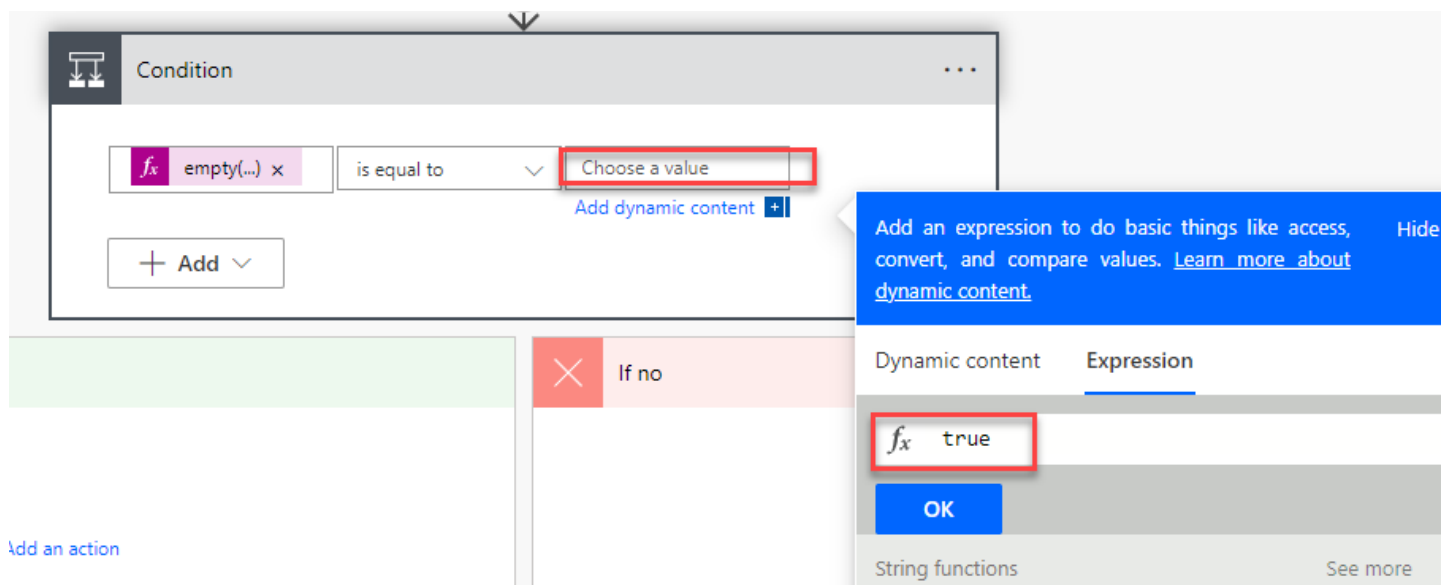 Condition
...
fx empty(...) × is equal to Choose a value
Add dynamic content +
+ Add
Add an expression to do basic things like access, Hide
convert, and compare values. Learn more about
dynamic content.
If no
Dynamic content Expression
fx true
OK
Add an action
String functions See more